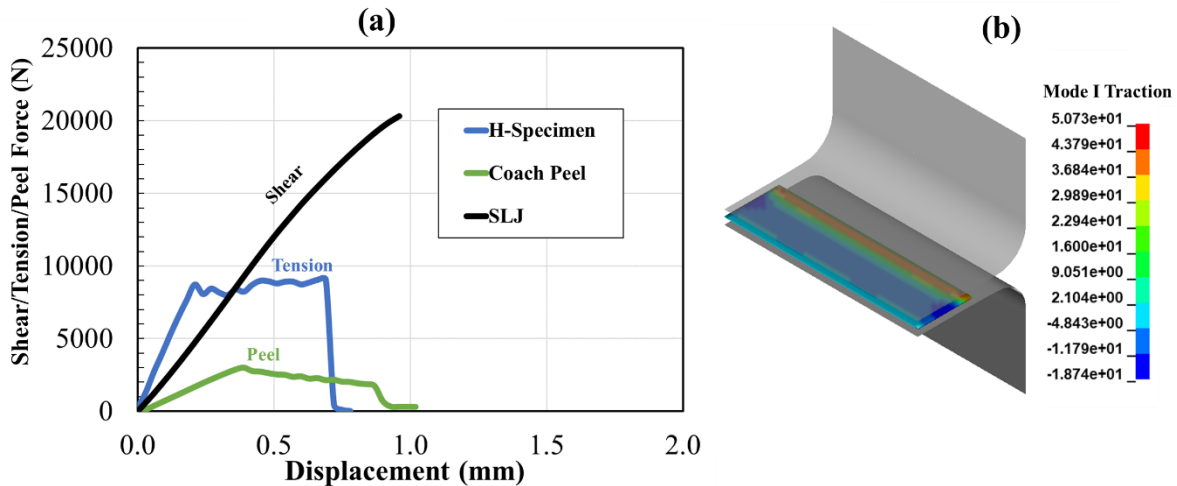 (a)
Shear/Tension/Peel Force (N)
25000
20000
15000
10000
5000
0
Shear
Tension
Peel
H-Specimen
Coach Peel
SLJ
0.0 0.5 1.0 1.5 2.0
Displacement (mm)
(b)
Mode I Traction
5.073e+01
4.379e+01
3.684e+01
2.989e+01
2.294e+01
1.600e+01
9.051e+00
2.104e+00
-4.843e+00
-1.179e+01
-1.874e+01